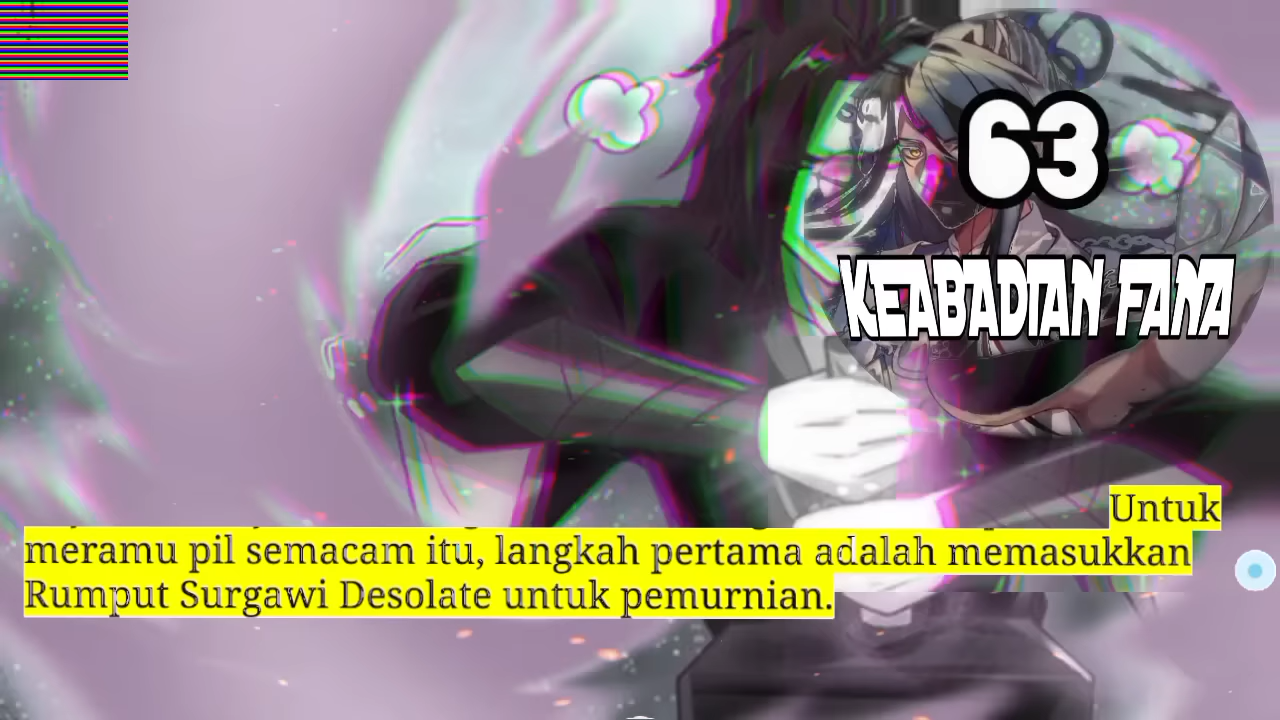 63
KEABADIAN FANA
Untuk
meramu pil semacam itu, langkah pertama adalah memasukkan
Rumput Surgawi Desolate untuk pemurnian.